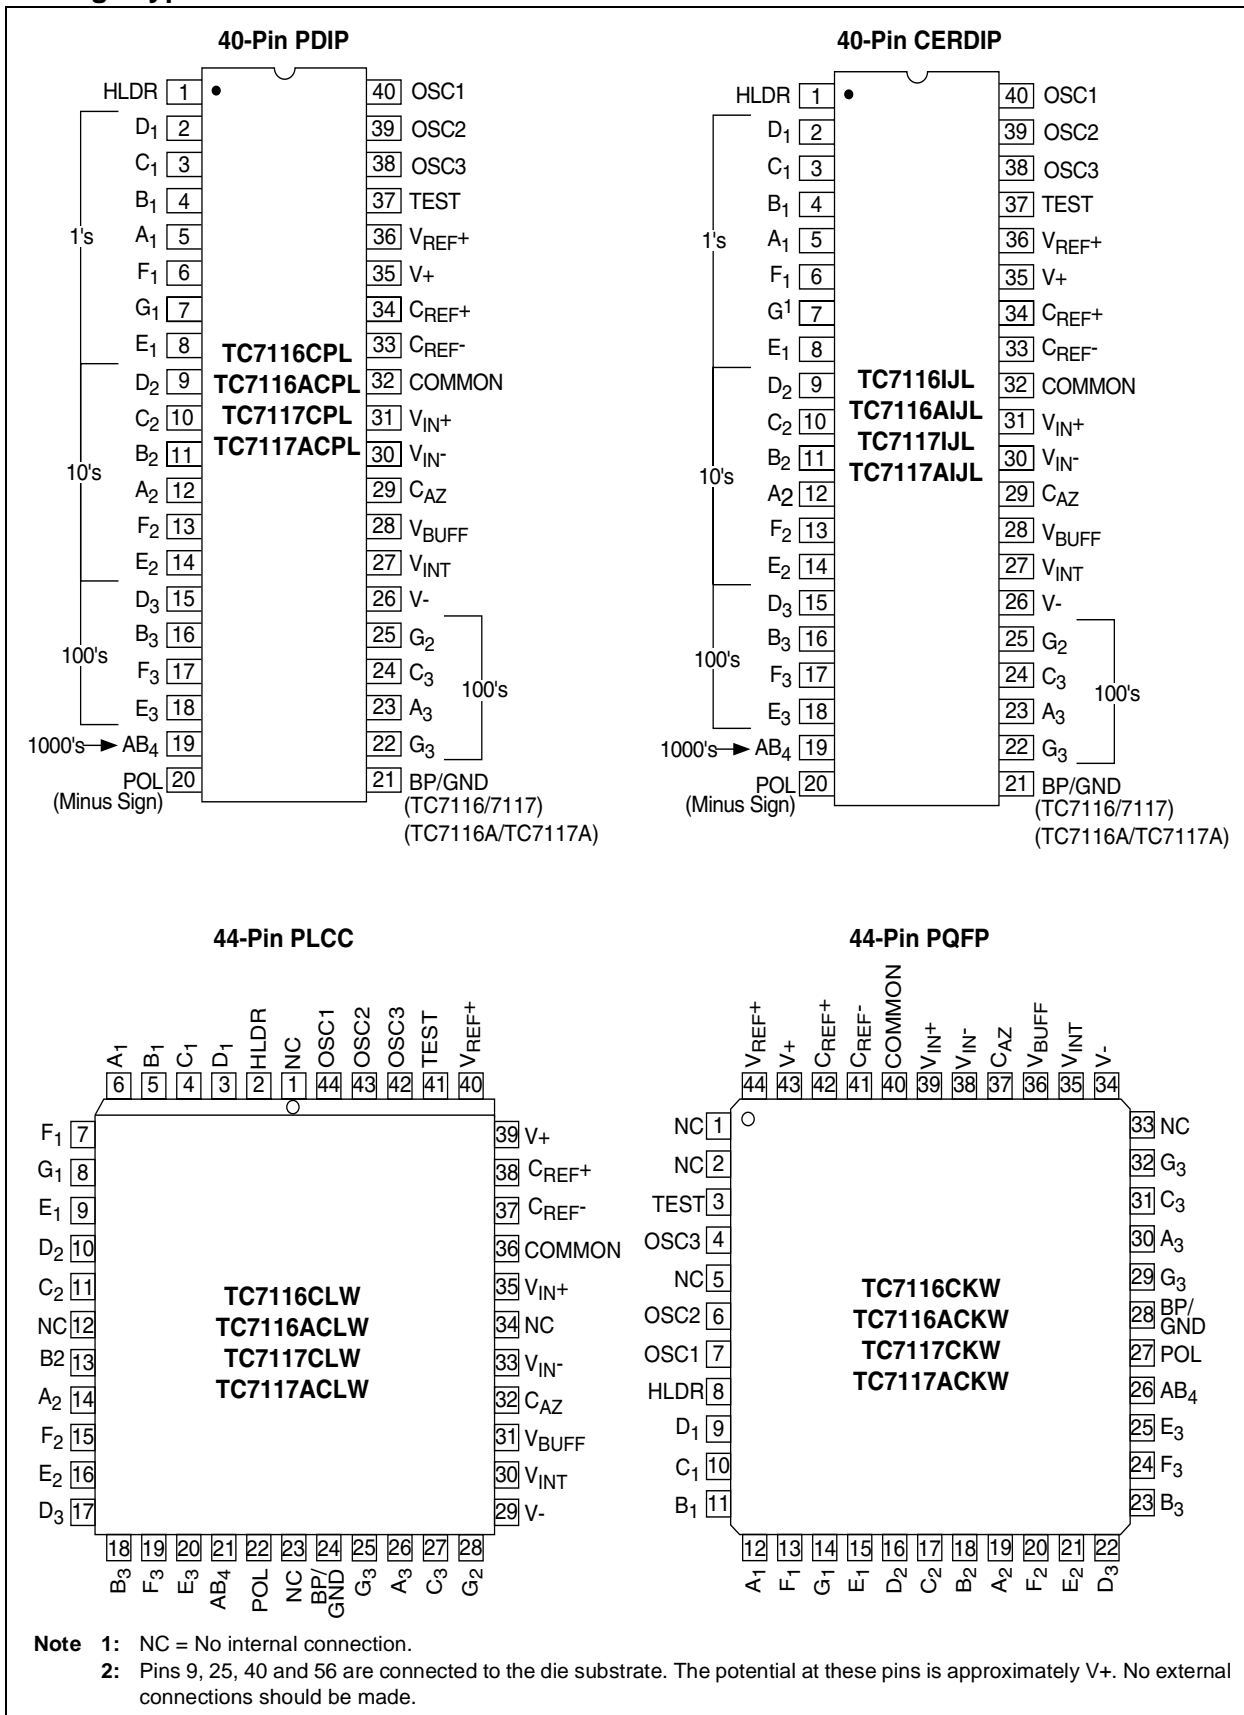 40-Pin PDIP
HLDR 1
D1 2
C1 3
B1 4
1's
A1 5
F1 6
G1 7
E1 8
D2 9
C2 10
B2 11
10's
A2 12
F2 13
E2 14
D3 15
B3 16
100's
F3 17
E3 18
1000's AB4 19
POL 20
(Minus Sign)
TC7116CPL
TC7116ACPL
TC7117CPL
TC7117ACPL
40 OSC1
39 OSC2
38 OSC3
37 TEST
36 VREF+
35 V+
34 CREF+
33 CREF-
32 COMMON
31 VIN+
30 VIN-
29 CAZ
28 VBUFF
27 VINT
26 V-
25 G2
24 C3
100's
23 A3
22 G3
21 BP/GND
(TC7116/7117)
(TC7116A/TC7117A)
40-Pin CERDIP
HLDR 1
D1 2
C1 3
B1 4
1's
A1 5
F1 6
G1 7
E1 8
D2 9
C2 10
B2 11
10's
A2 12
F2 13
E2 14
D3 15
B3 16
100's
F3 17
E3 18
1000's AB4 19
POL 20
(Minus Sign)
TC7116IJL
TC7116AIJL
TC7117IJL
TC7117AIJL
40 OSC1
39 OSC2
38 OSC3
37 TEST
36 VREF+
35 V+
34 CREF+
33 CREF-
32 COMMON
31 VIN+
30 VIN-
29 CAZ
28 VBUFF
27 VINT
26 V-
25 G2
24 C3
100's
23 A3
22 G3
21 BP/GND
(TC7116/7117)
(TC7116A/TC7117A)
44-Pin PLCC
A1 B1 C1 D1 HLDR NC OSC1 OSC2 OSC3 TEST VREF+
6 5 4 3 2 1 44 43 42 41 40
F1 7
G1 8
E1 9
D2 10
C2 11
NC 12
B2 13
A2 14
F2 15
E2 16
D3 17
TC7116CLW
TC7116ACLW
TC7117CLW
TC7117ACLW
39 V+
38 CREF+
37 CREF-
36 COMMON
35 VIN+
34 NC
33 VIN-
32 CAZ
31 VBUFF
30 VINT
29 V-
18 19 20 21 22 23 24 25 26 27 28
B3 F3 E3 AB4 POL NC BP/GND G3 A3 C3 G2
44-Pin PQFP
VREF+ V+ CREF+ CREF- COMMON VIN+ VIN- CAZ VBUFF VINT V-
44 43 42 41 40 39 38 37 36 35 34
NC 1
NC 2
TEST 3
OSC3 4
NC 5
OSC2 6
OSC1 7
HLDR 8
D1 9
C1 10
B1 11
TC7116CKW
TC7116ACKW
TC7117CKW
TC7117ACKW
33 NC
32 G3
31 C3
30 A3
29 G3
28 BP/
GND
27 POL
26 AB4
25 E3
24 F3
23 B3
12 13 14 15 16 17 18 19 20 21 22
A1 F1 G1 E1 D2 C2 B2 A2 F2 E2 D3
Note 1: NC = No internal connection.
2: Pins 9, 25, 40 and 56 are connected to the die substrate. The potential at these pins is approximately V+. No external
connections should be made.